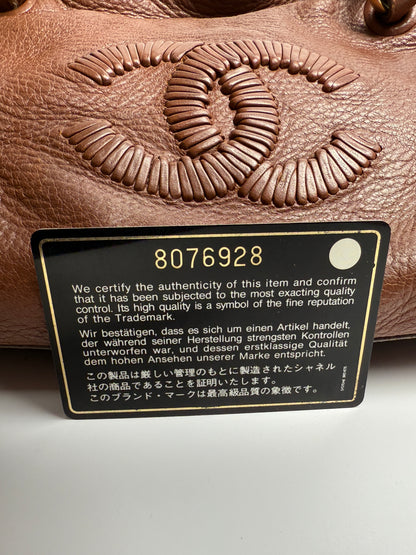 8076928
We certify the authenticity of this item and confirm
that it has been subjected to the most exacting quality
control. Its high quality is a symbol of the fine reputation
of the Trademark.
Wir bestätigen, dass es sich um einen Artikel handelt,
der während seiner Herstellung strengsten Kontrollen
unterworfen war, und dessen erstklassige Qualität
dem hohen Ansehen unserer Marke entspricht.
この製品は厳しい管理のもとに製造されたシャネル
社の商品であることを証明いたします。
このブランド・マークは最高級品質の象徴です。